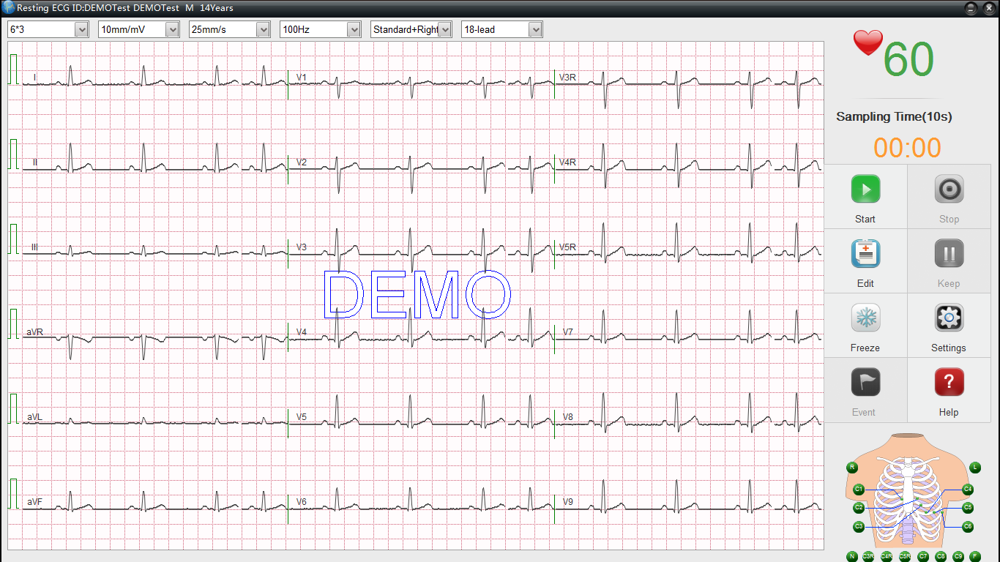 Resting ECG ID:DEMOTest DEMOTest M 14Years
6*3 10mm/mV 25mm/s 100Hz Standard+Right 18-lead
60
Sampling Time(10s)
00:00
I V1 V3R
II V2 V4R
III V3 V5R
DEMO
aVR V4 V7
aVL V5 V8
aVF V6 V9
Start Stop
Edit Keep
Freeze Settings
Event Help
R L
C1 C4
C2 C5
C3 C6
N C3R C4R C5R C7 C8 C9 F